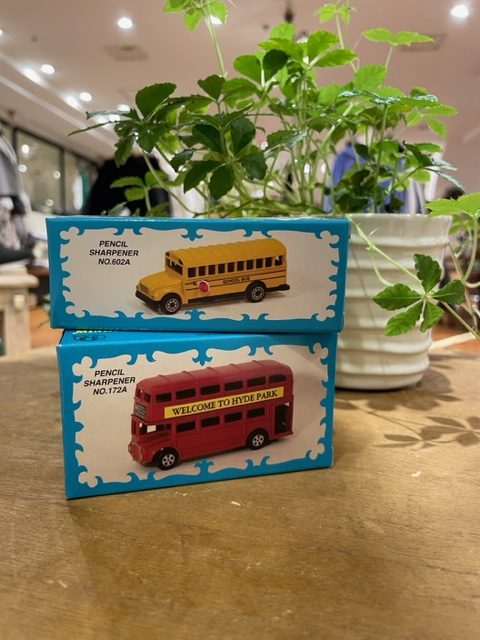 PENCIL
SHARPENER
NO.602A
SCHOOL BUS
PENCIL
SHARPENER
NO.172A
WELCOME TO HYDE PARK